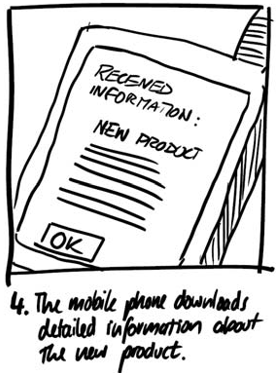 RECEIVED
INFORMATION:
NEW PRODUCT
OK
4. The mobile phone downloads
detailed information about
the new product.